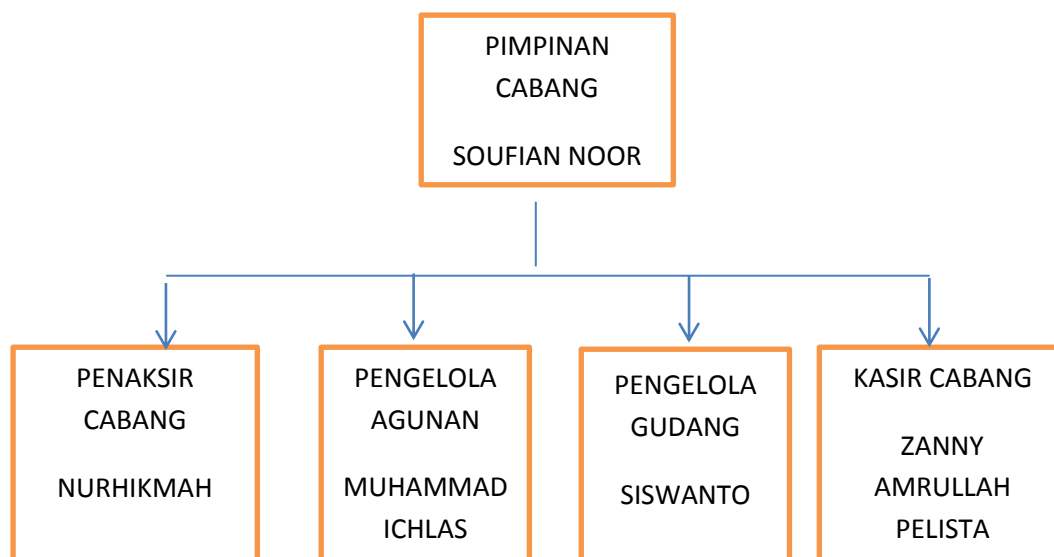 PIMPINAN
CABANG
SOUFIAN NOOR
PENAKSIR
CABANG
NURHIKMAH
PENGELOLA
AGUNAN
MUHAMMAD
ICHLAS
PENGELOLA
GUDANG
SISWANTO
KASIR CABANG
ZANNY
AMRULLAH
PELISTA